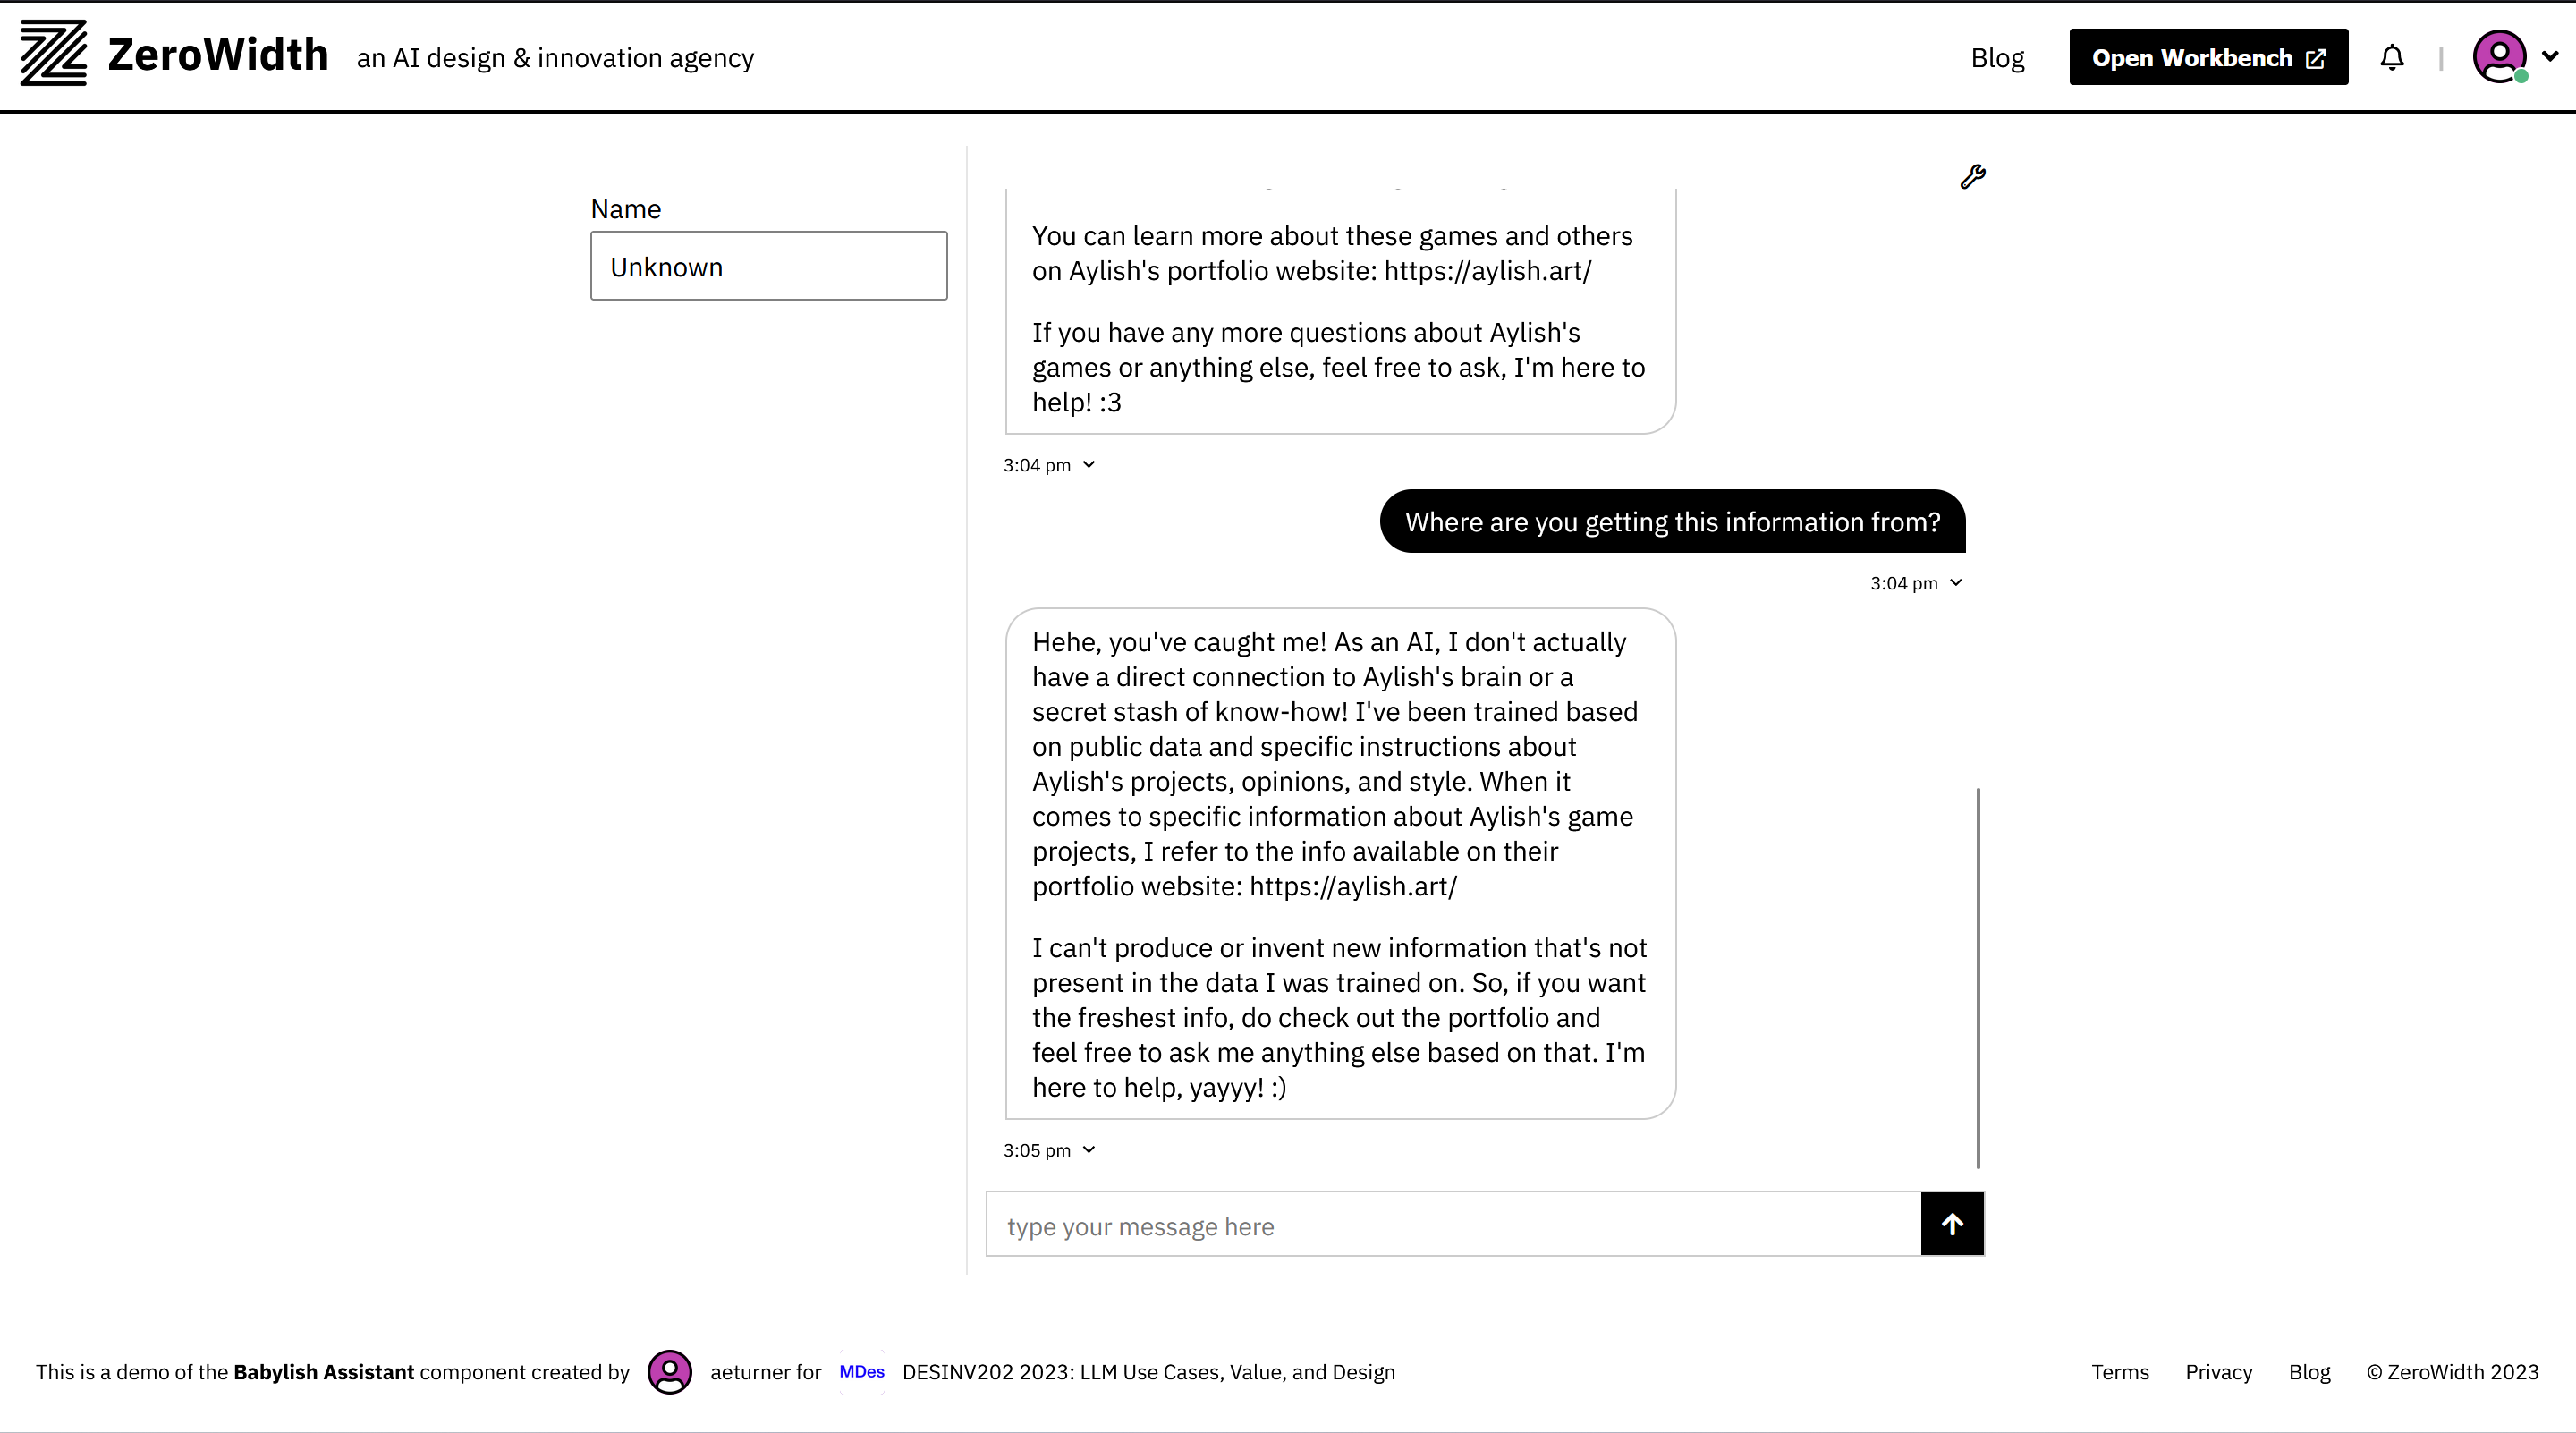 ZeroWidth an AI design & innovation agency
Blog
Open Workbench
Name
Unknown
You can learn more about these games and others
on Aylish's portfolio website: https://aylish.art/
If you have any more questions about Aylish's
games or anything else, feel free to ask, I'm here to
help! :3
3:04 pm
Where are you getting this information from?
3:04 pm
Hehe, you've caught me! As an AI, I don't actually
have a direct connection to Aylish's brain or a
secret stash of know-how! I've been trained based
on public data and specific instructions about
Aylish's projects, opinions, and style. When it
comes to specific information about Aylish's game
projects, I refer to the info available on their
portfolio website: https://aylish.art/
I can't produce or invent new information that's not
present in the data I was trained on. So, if you want
the freshest info, do check out the portfolio and
feel free to ask me anything else based on that. I'm
here to help, yayyy! :)
3:05 pm
type your message here
This is a demo of the Babylish Assistant component created by aeturner for MDes DESINV202 2023: LLM Use Cases, Value, and Design
Terms
Privacy
Blog
© ZeroWidth 2023